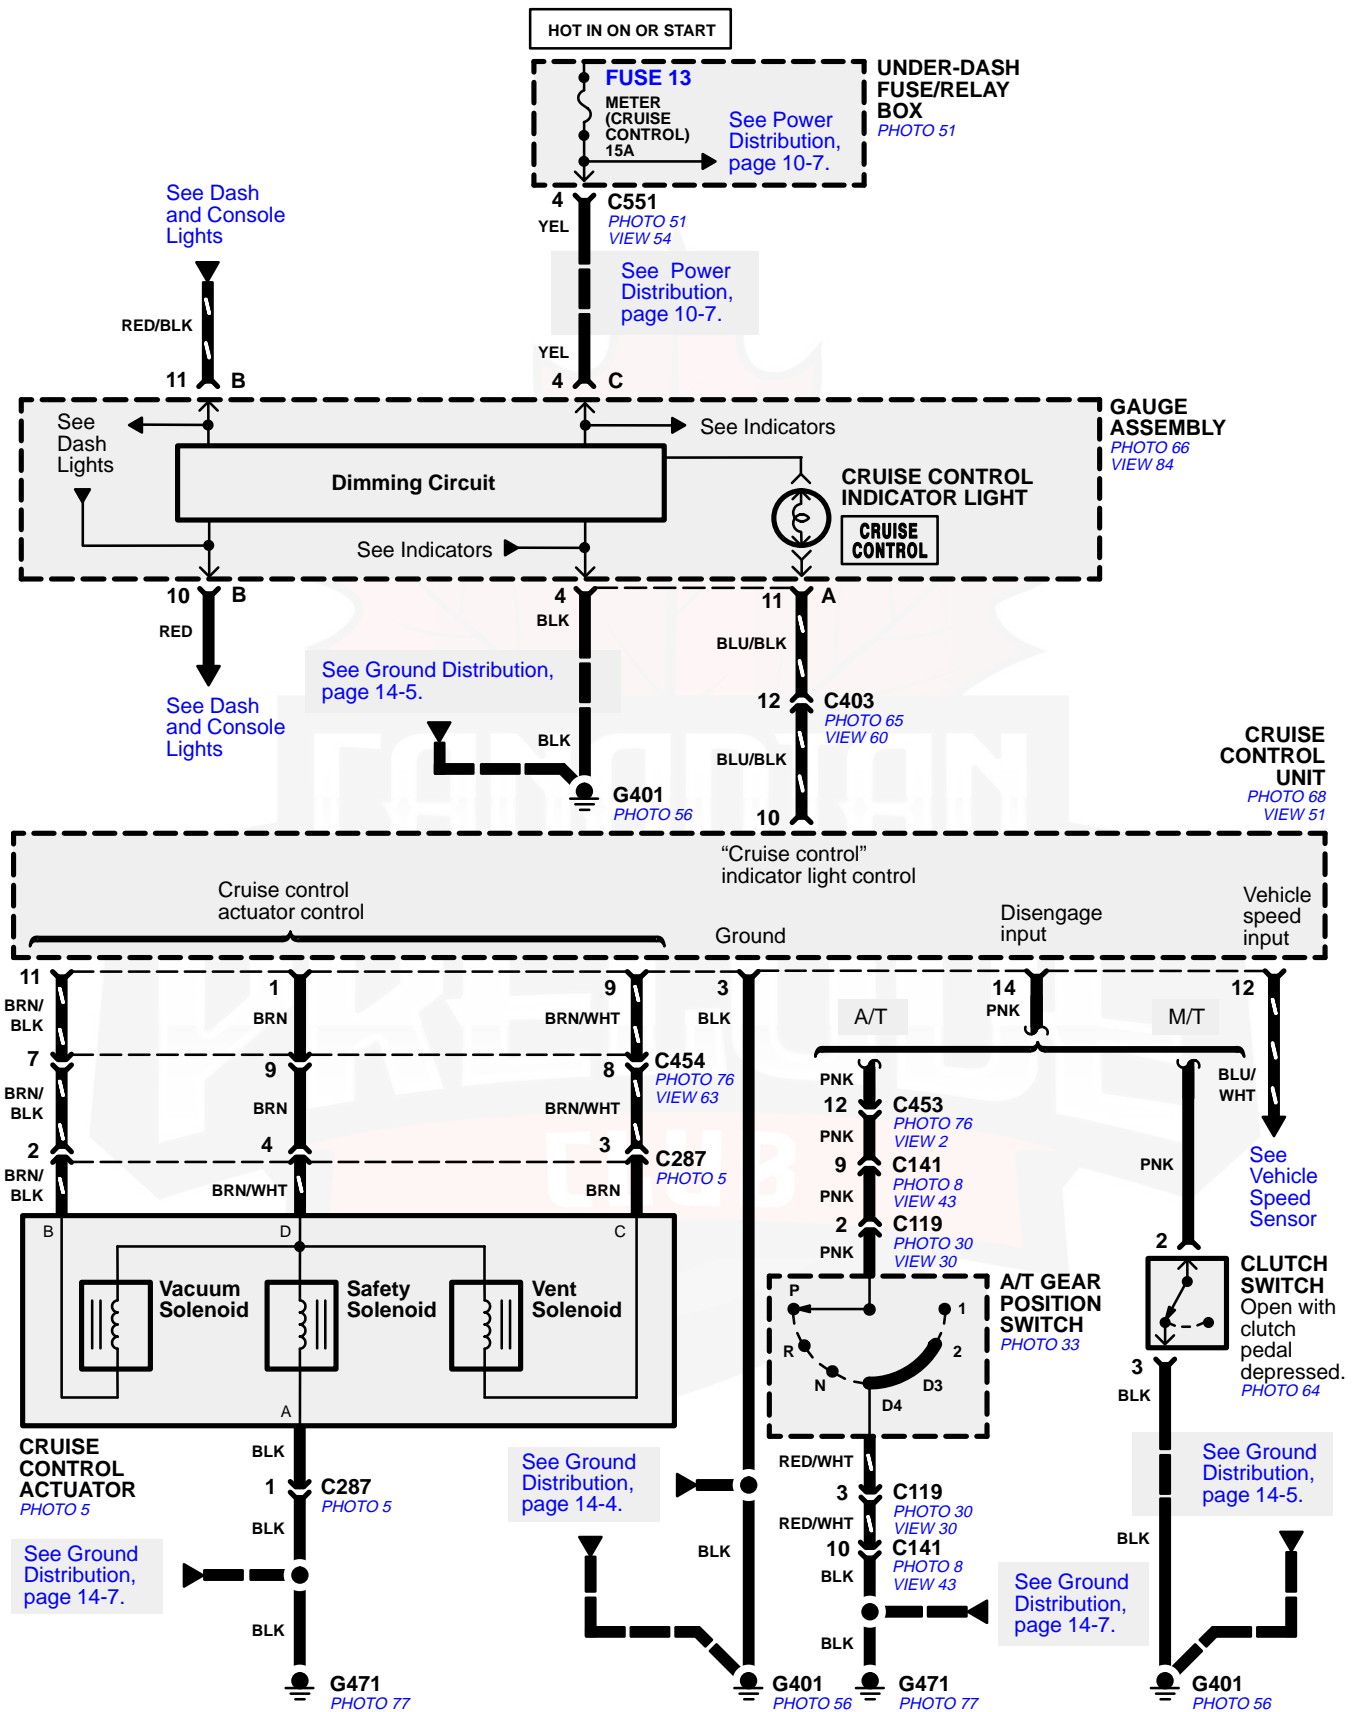 HOT IN ON OR START
FUSE 13
METER
(CRUISE
CONTROL)
15A
See Power
Distribution,
page 10-7.
UNDER-DASH
FUSE/RELAY
BOX
PHOTO 51
4
C551
PHOTO 51
VIEW 54
YEL
See Dash
and Console
Lights
See Power
Distribution,
page 10-7.
RED/BLK
YEL
11
B
4
C
See
Dash
Lights
See Indicators
GAUGE
ASSEMBLY
PHOTO 66
VIEW 84
Dimming Circuit
CRUISE CONTROL
INDICATOR LIGHT
CRUISE
CONTROL
See Indicators
10
B
4
11
A
RED
BLK
BLU/BLK
See Ground Distribution,
page 14-5.
See Dash
and Console
Lights
12
C403
PHOTO 65
VIEW 60
BLK
BLU/BLK
G401
PHOTO 56
10
CRUISE
CONTROL
UNIT
PHOTO 68
VIEW 51
CANADIAN
PRELUDE
CLUB
“Cruise control”
indicator light control
Cruise control
actuator control
Ground
Disengage
input
Vehicle
speed
input
11
1
9
3
14
12
BRN/
BLK
BRN
BRN/WHT
BLK
PNK
A/T
M/T
7
9
8
C454
PHOTO 76
VIEW 63
BLU/
WHT
BRN/
BLK
BRN
BRN/WHT
PNK
12
C453
PHOTO 76
VIEW 2
PNK
2
4
3
C287
PHOTO 5
9
C141
PHOTO 8
VIEW 43
PNK
See
Vehicle
Speed
Sensor
BRN/
BLK
BRN/WHT
BRN
PNK
2
C119
PHOTO 30
VIEW 30
PNK
2
B
D
C
Vacuum
Solenoid
Safety
Solenoid
Vent
Solenoid
A
P
1
R
2
N
D3
D4
A/T GEAR
POSITION
SWITCH
PHOTO 33
CLUTCH
SWITCH
Open with
clutch
pedal
depressed.
PHOTO 64
3
BLK
CRUISE
CONTROL
ACTUATOR
PHOTO 5
BLK
1
C287
PHOTO 5
BLK
See Ground
Distribution,
page 14-4.
RED/WHT
3
C119
PHOTO 30
VIEW 30
RED/WHT
See Ground
Distribution,
page 14-5.
See Ground
Distribution,
page 14-7.
BLK
10
C141
PHOTO 8
VIEW 43
BLK
BLK
See Ground
Distribution,
page 14-7.
BLK
BLK
G471
PHOTO 77
G401
PHOTO 56
G471
PHOTO 77
G401
PHOTO 56